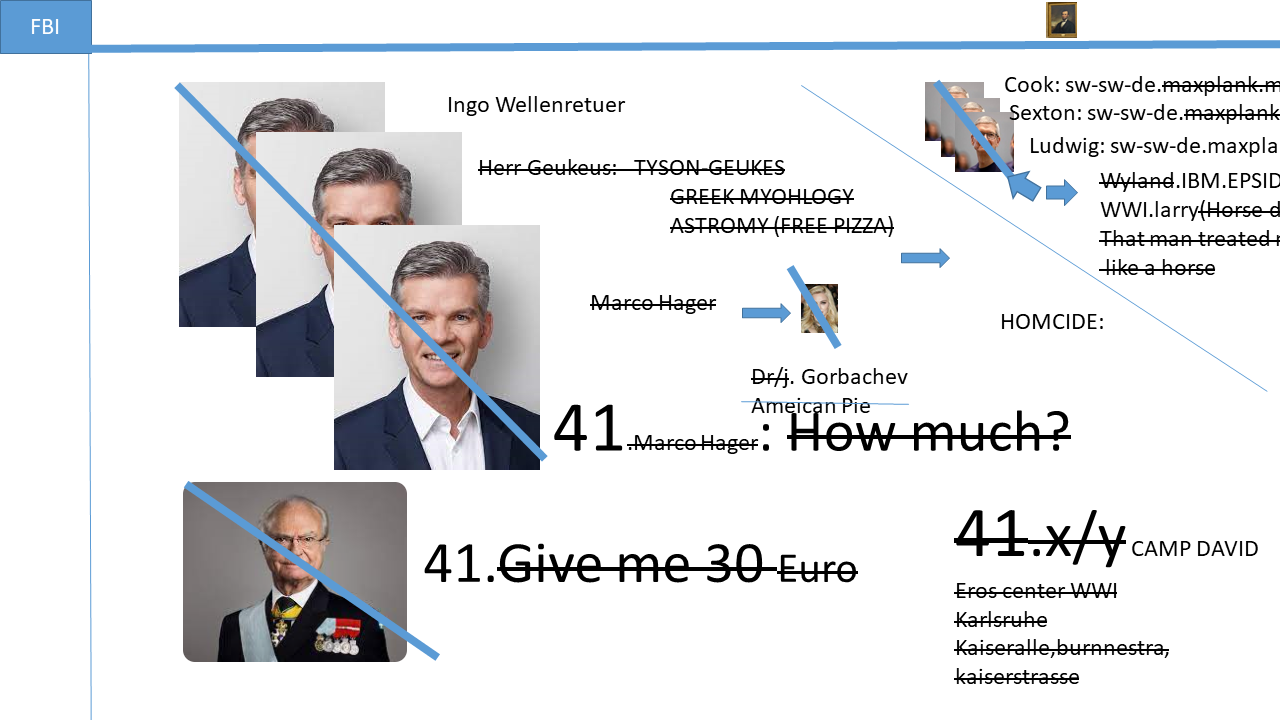 FBI
Ingo Wellenretuer
Herr Geukeus: TYSON-GEUKES
GREEK MYOHLOGY
ASTROMY (FREE PIZZA)
Marco Hager
Dr/j. Gorbachev
Ameican Pie
41.Marco Hager: How much?
41.Give me 30 Euro
Cook: sw-sw-de.maxplank.m
Sexton: sw-sw-de.maxplank
Ludwig: sw-sw-de.maxpla
Wyland.IBM.EPSID
WWI.larry(Horse d
That man treated
like a horse
HOMCIDE:
41.x/y CAMP DAVID
Eros center WWI
Karlsruhe
Kaiseralle,burnnestra,
kaiserstrasse